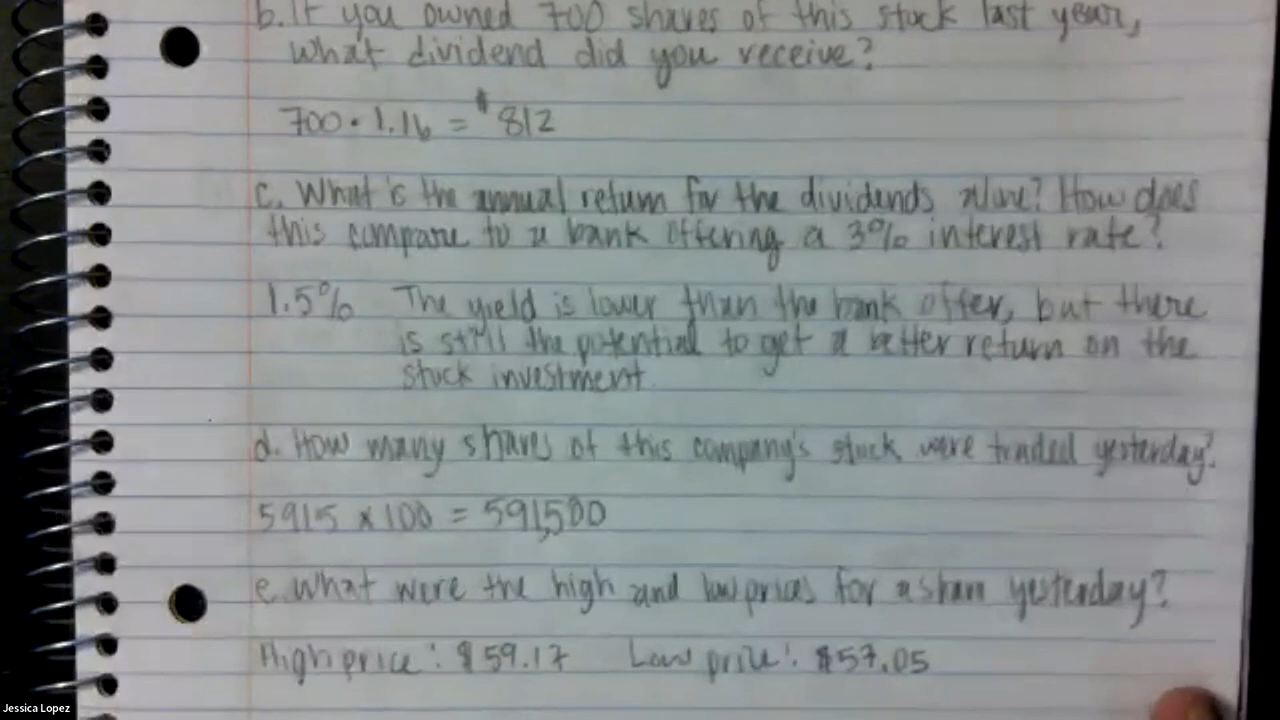 b. If you owned 700 shares of this stock last year,
What dividend did you receive?
700 · 1.16 = $812
c. What is the annual return for the dividends alone? How does
this compare to a bank offering a 3% interest rate?
1.5% The yield is lower than the bank offer, but there
is still the potential to get a better return on the
stock investment.
d. How many shares of this company's stock were traded yesterday?
5915 x 100 = 591,500
e. What were the high and low prices for a share yesterday?
High price: $59.17 Low price: $57.05
Jessica Lopez